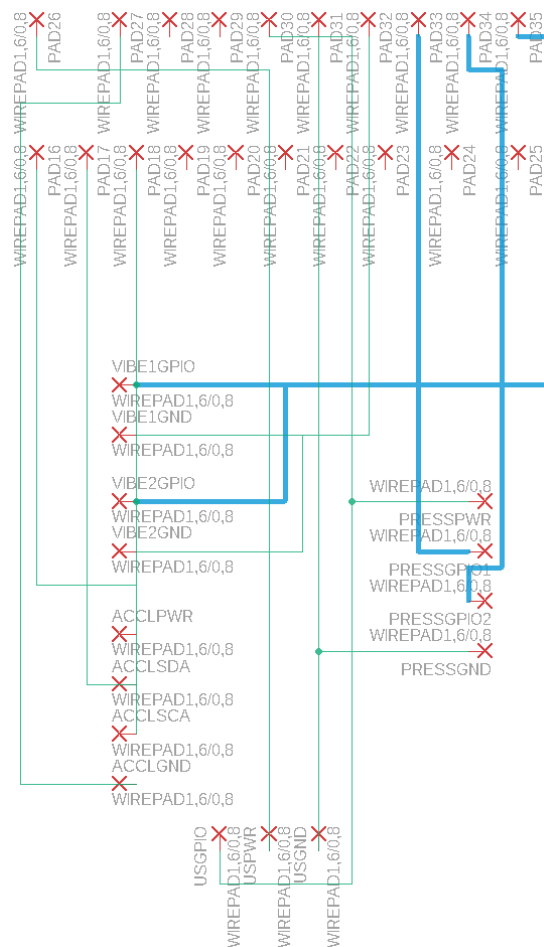 WIREPAD1,6/0,8
PAD26
WIREPAD1,6/0,8
PAD27
WIREPAD1,6/0,8
PAD28
WIREPAD1,6/0,8
PAD29
WIREPAD1,6/0,8
PAD30
WIREPAD1,6/0,8
PAD31
WIREPAD1,6/0,8
PAD32
WIREPAD1,6/0,8
PAD33
WIREPAD1,6/0,8
PAD34
WIREPAD1,6/0,8
PAD35
WIREPAD1,6/0,8
PAD16
WIREPAD1,6/0,8
PAD17
WIREPAD1,6/0,8
PAD18
WIREPAD1,6/0,8
PAD19
WIREPAD1,6/0,8
PAD20
WIREPAD1,6/0,8
PAD21
WIREPAD1,6/0,8
PAD22
WIREPAD1,6/0,8
PAD23
WIREPAD1,6/0,8
PAD24
WIREPAD1,6/0,8
PAD25
VIBE1GPIO
WIREPAD1,6/0,8
VIBE1GND
WIREPAD1,6/0,8
VIBE2GPIO
WIREPAD1,6/0,8
VIBE2GND
WIREPAD1,6/0,8
WIREPAD1,6/0,8
PRESSPWR
WIREPAD1,6/0,8
PRESSGPIO1
WIREPAD1,6/0,8
PRESSGPIO2
WIREPAD1,6/0,8
PRESSGND
ACCLPWR
WIREPAD1,6/0,8
ACCLSDA
WIREPAD1,6/0,8
ACCLSCA
WIREPAD1,6/0,8
ACCLGND
WIREPAD1,6/0,8
USGPIO
WIREPAD1,6/0,8
USPWR
WIREPAD1,6/0,8
USGND
WIREPAD1,6/0,8